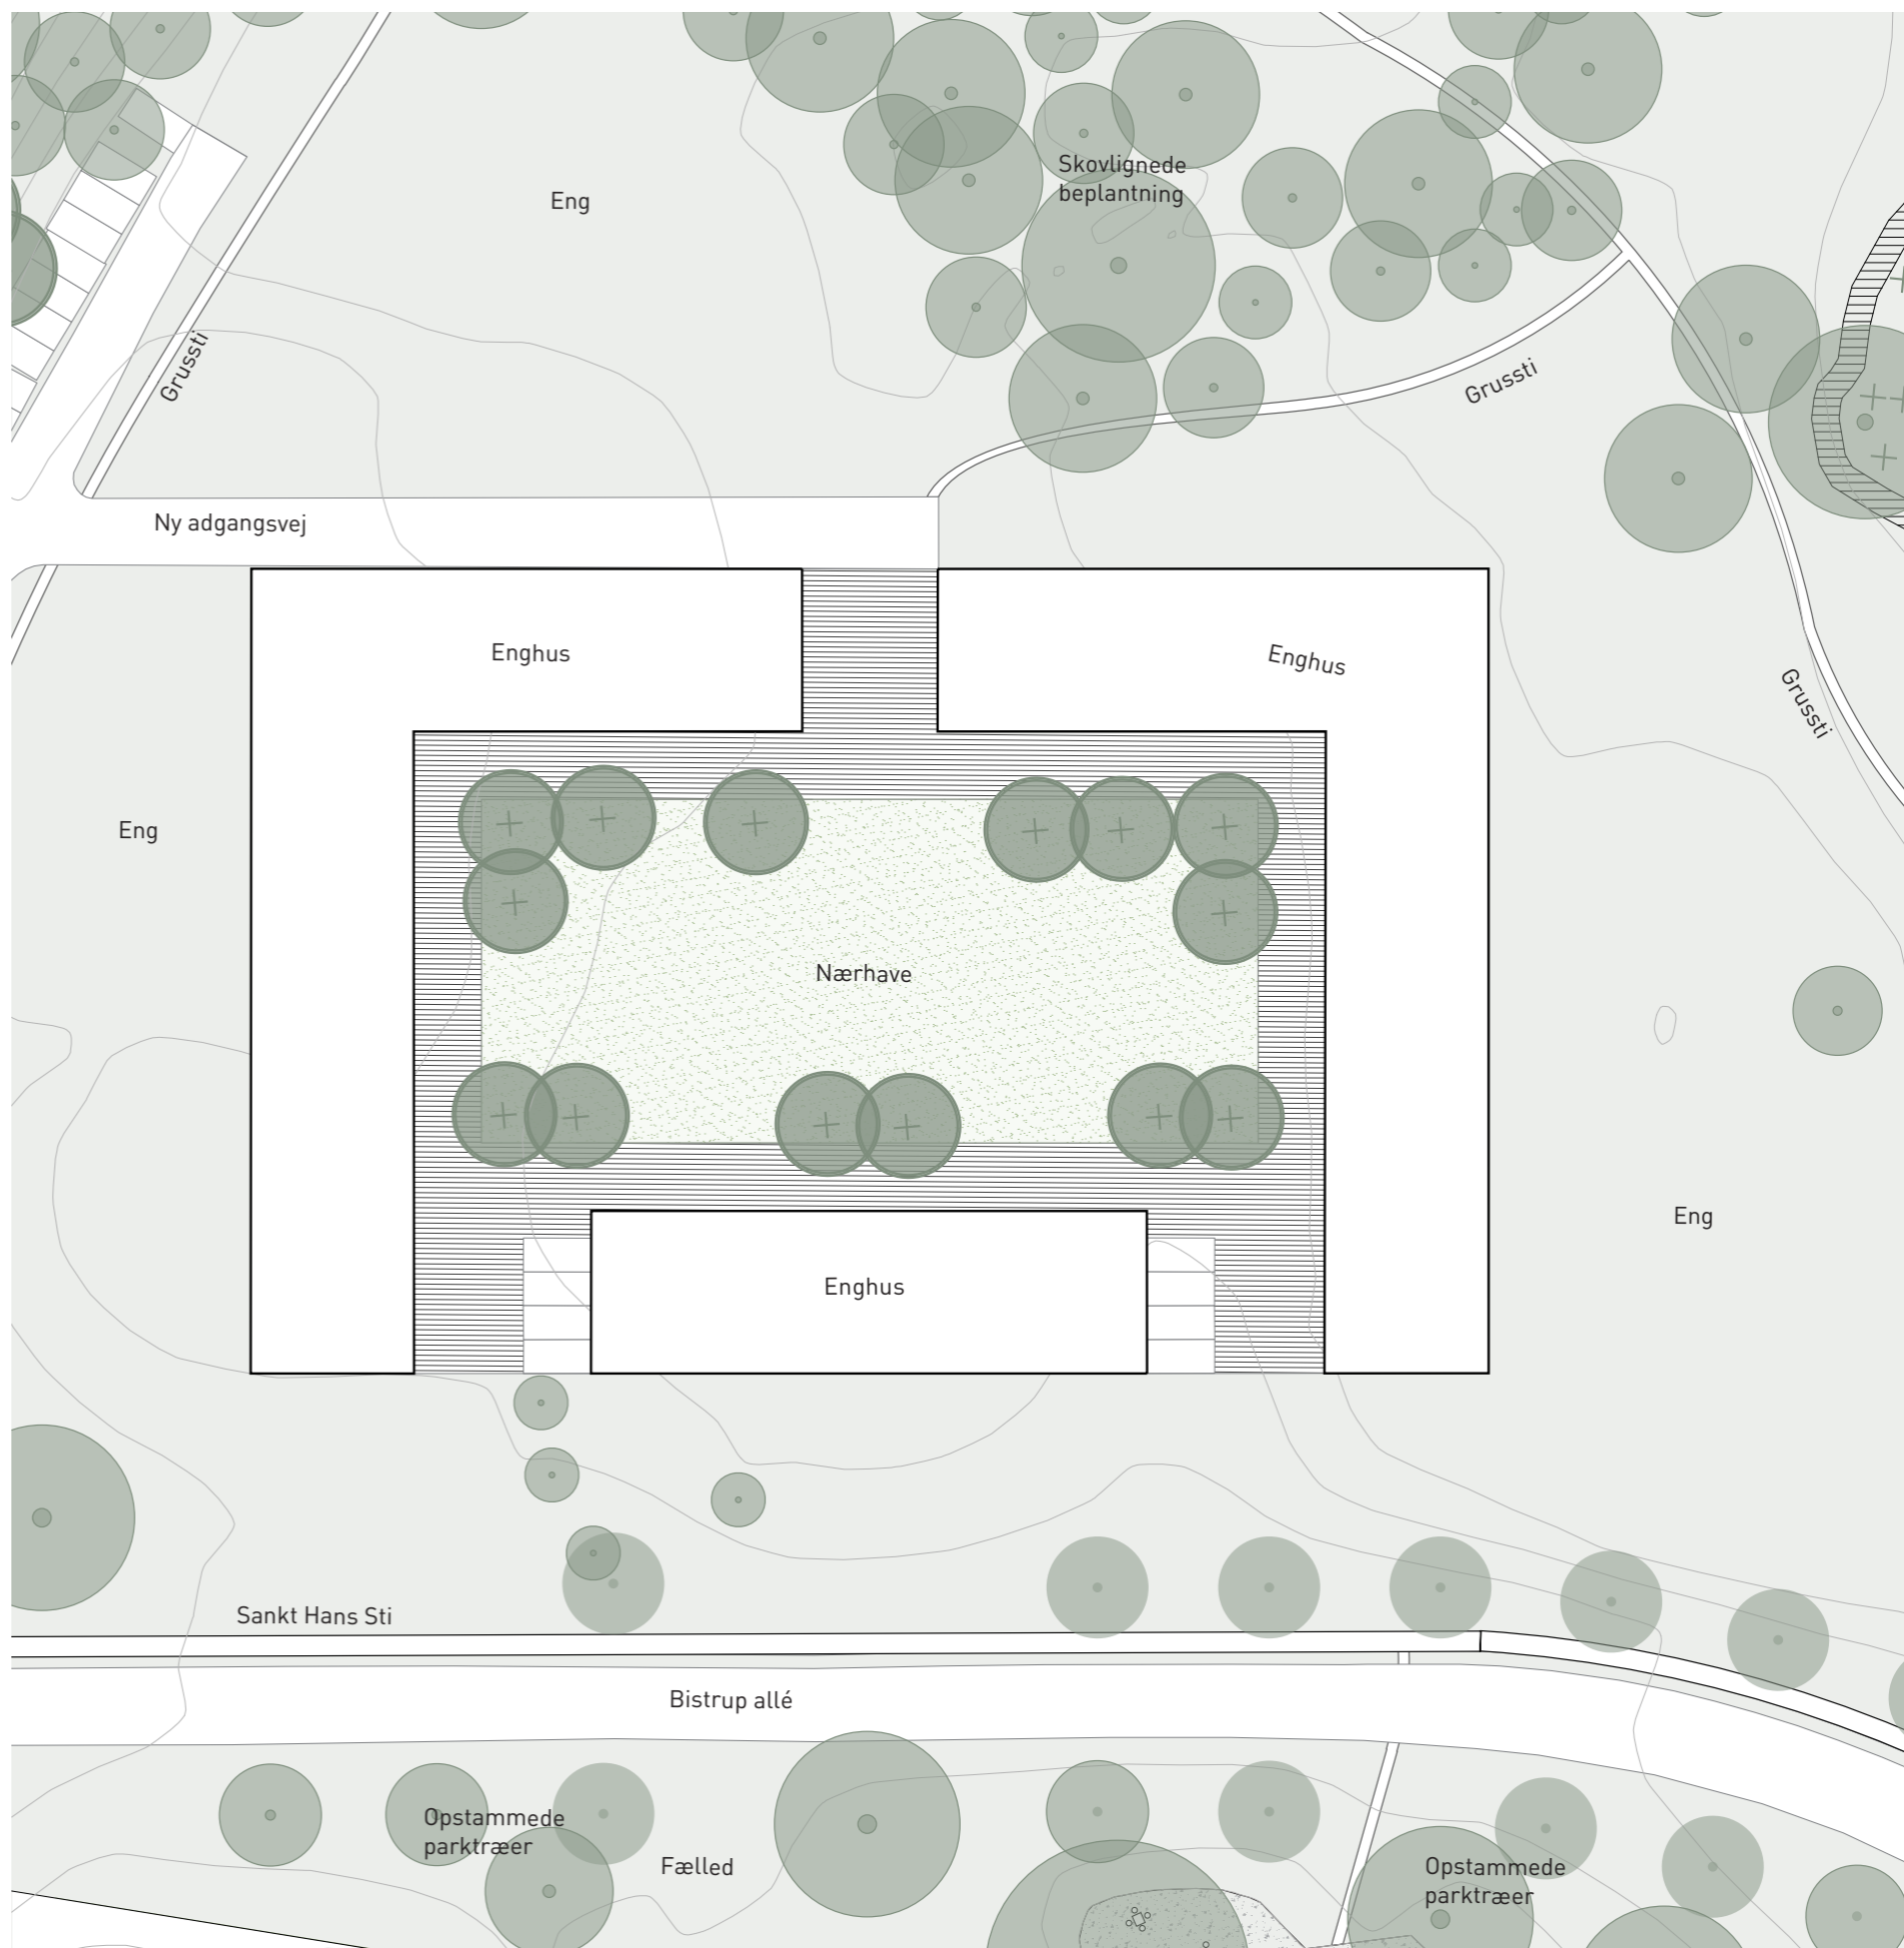 Skovlignede
beplantning
Eng
Grussti
Grussti
Ny adgangsvej
Enghus
Enghus
Grussti
Eng
Nærhave
Eng
Enghus
Sankt Hans Sti
Bistrup allé
Opstammede
parktræer
Fælled
Opstammede
parktræer